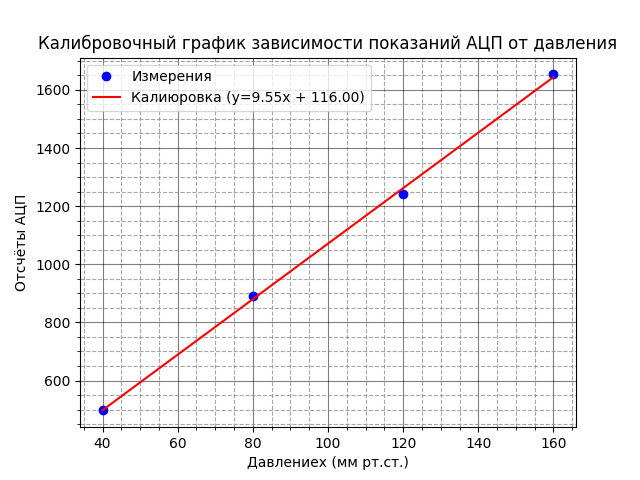 Калибровочный график зависимости показаний АЦП от давления
Измерения
Калиюровка (y=9.55x + 116.00)
Отсчёты АЦП
1600
1400
1200
1000
800
600
40
60
80
100
120
140
160
Давлениех (мм рт.ст.)